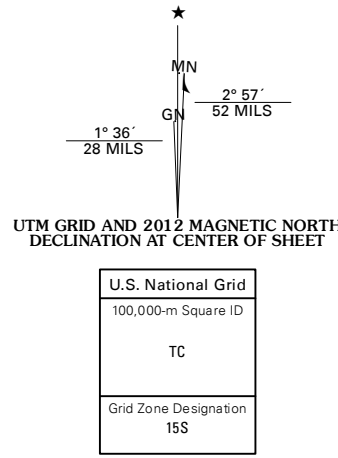 ★
MN
GN
1° 36´
28 MILS
2° 57´
52 MILS
UTM GRID AND 2012 MAGNETIC NORTH
DECLINATION AT CENTER OF SHEET
U.S. National Grid
100,000-m Square ID
TC
Grid Zone Designation
15S